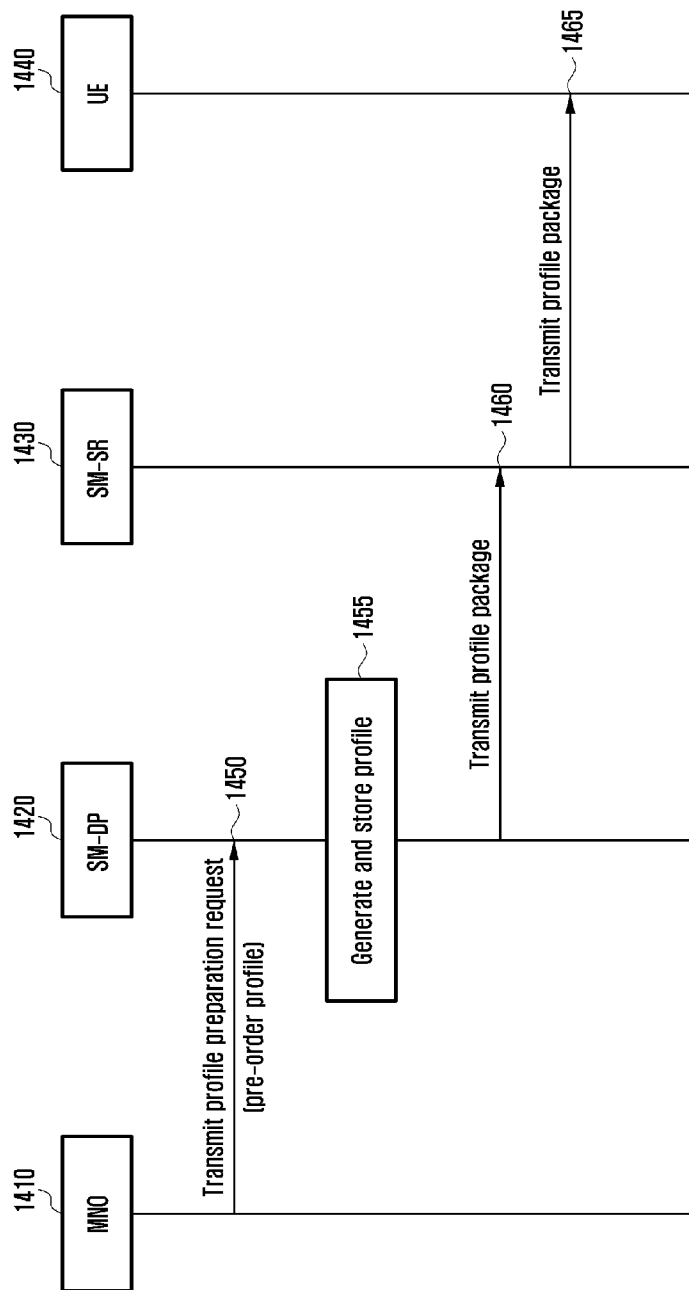 1410
MNO
1420
SM-DP
1430
SM-SR
1440
UE
Transmit profile preparation request
(pre-order profile)
1450
Generate and store profile
1455
Transmit profile package
1460
Transmit profile package
1465